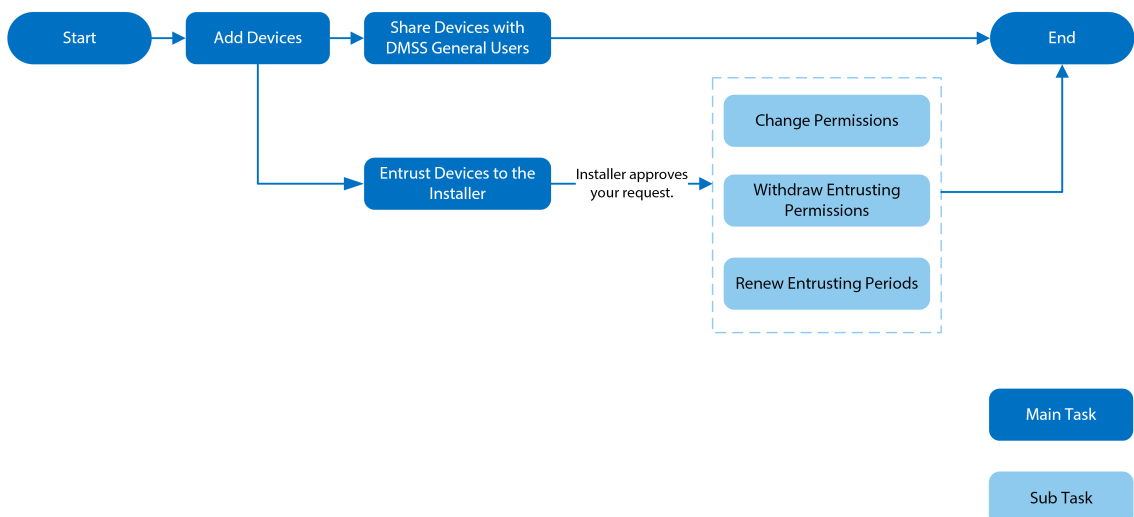 Start
Add Devices
Share Devices with
DMSS General Users
End
Change Permissions
Entrust Devices to the
Installer
Installer approves
your request.
Withdraw Entrusting
Permissions
Renew Entrusting Periods
Main Task
Sub Task